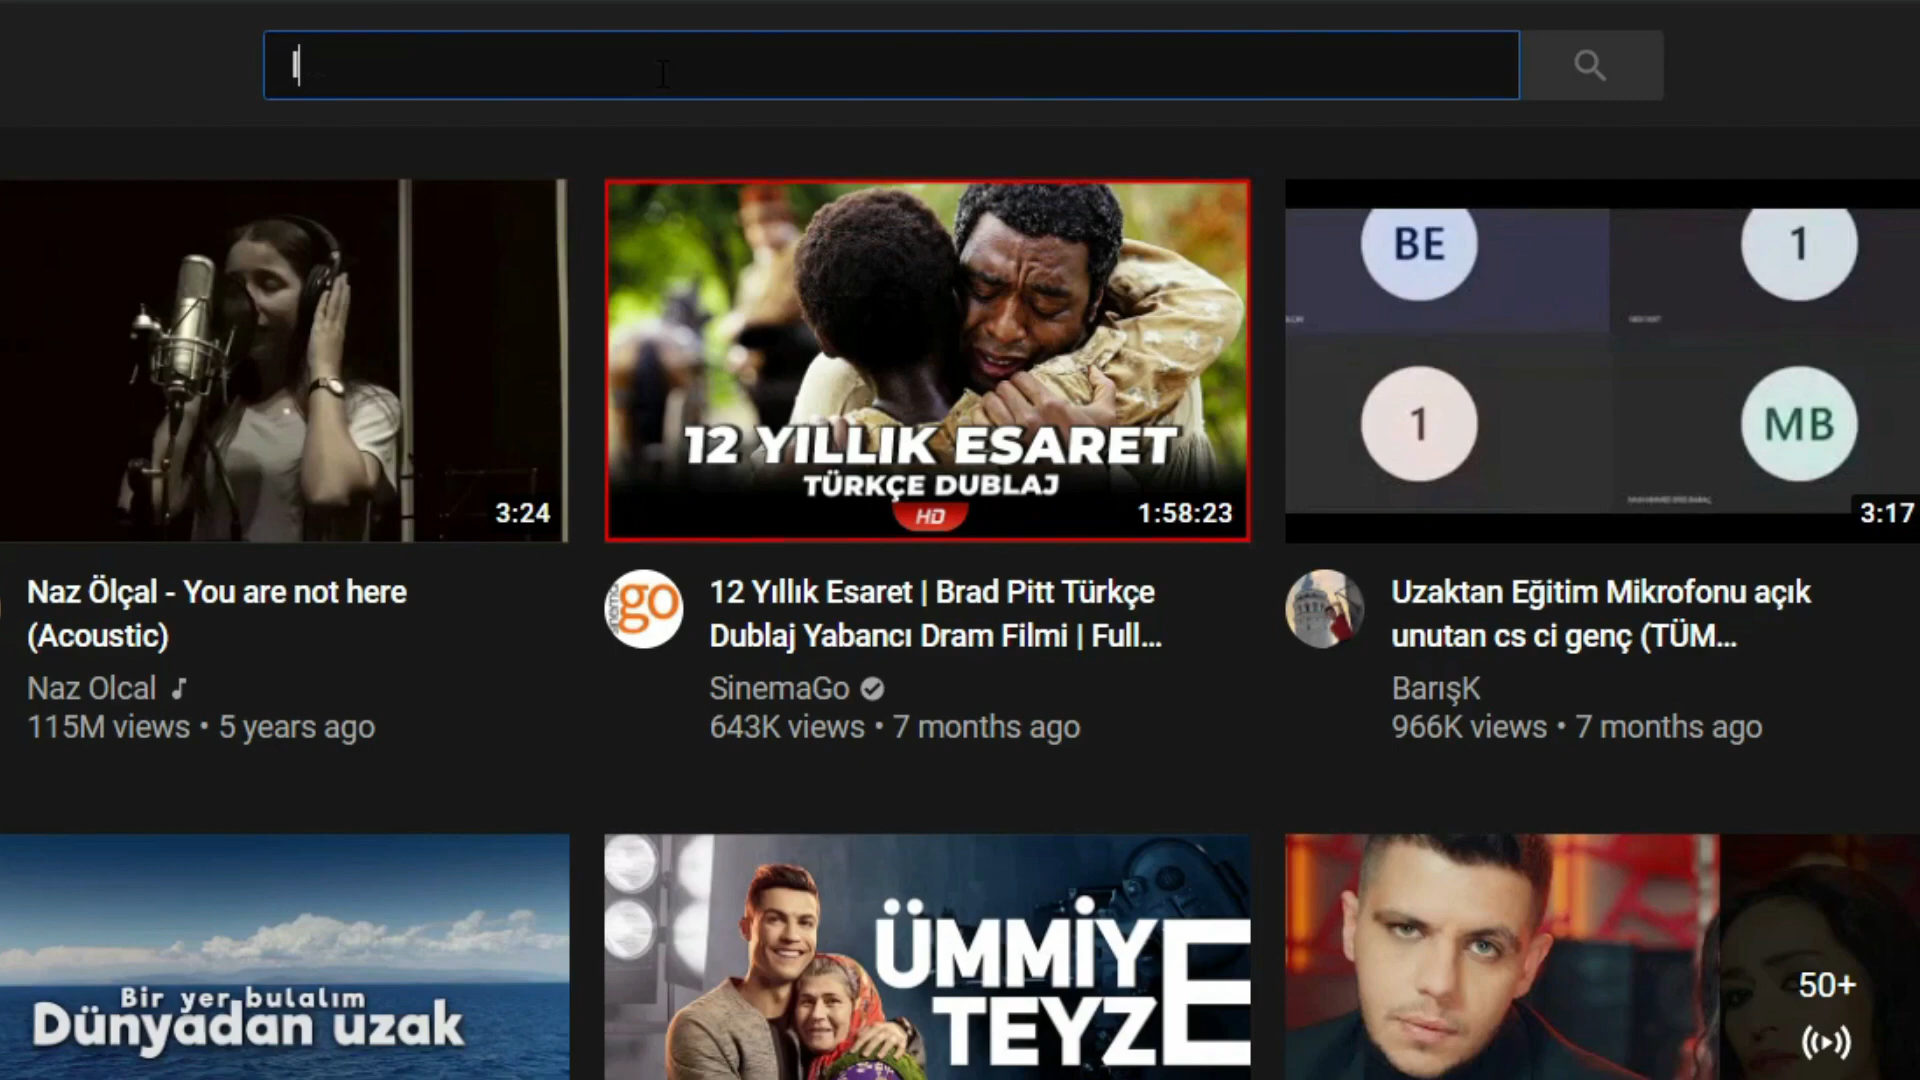 BE
1
1
MB
12 YILLIK ESARET
TÜRKÇE DUBLAJ
HD
3:24
1:58:23
3:17
Naz Ölçal - You are not here
(Acoustic)
Naz Olcal
115M views • 5 years ago
go
12 Yıllık Esaret | Brad Pitt Türkçe
Dublaj Yabancı Dram Filmi | Full...
SinemaGo
643K views • 7 months ago
Uzaktan Eğitim Mikrofonu açık
unutan cs ci genç (TÜM...
BarışK
966K views • 7 months ago
Bir yer bulalım
Dünyadan uzak
ÜMMİYE
TEYZE
50+